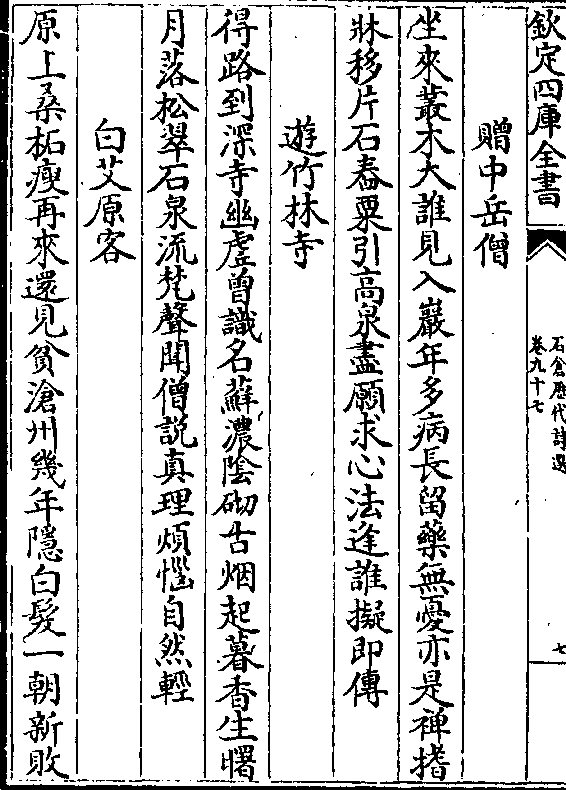 欽定四庫全書
石倉歷代詩選
卷九十七
七
贈中岳僧
坐來叢木大誰見入巖年多病長留藥無憂亦是禅揩
牀移片石舂粟引高泉盡願求心法逢誰擬即傳
遊竹林寺
得路到深寺幽虛曾識名蘚濃陰砌古烟起暮香生曙
月落松翠石泉流梵聲聞僧説真理煩惱自然輕
白艾原客
原上桑柘瘦再來還見貧滄州幾年隱白髮一朝新敗